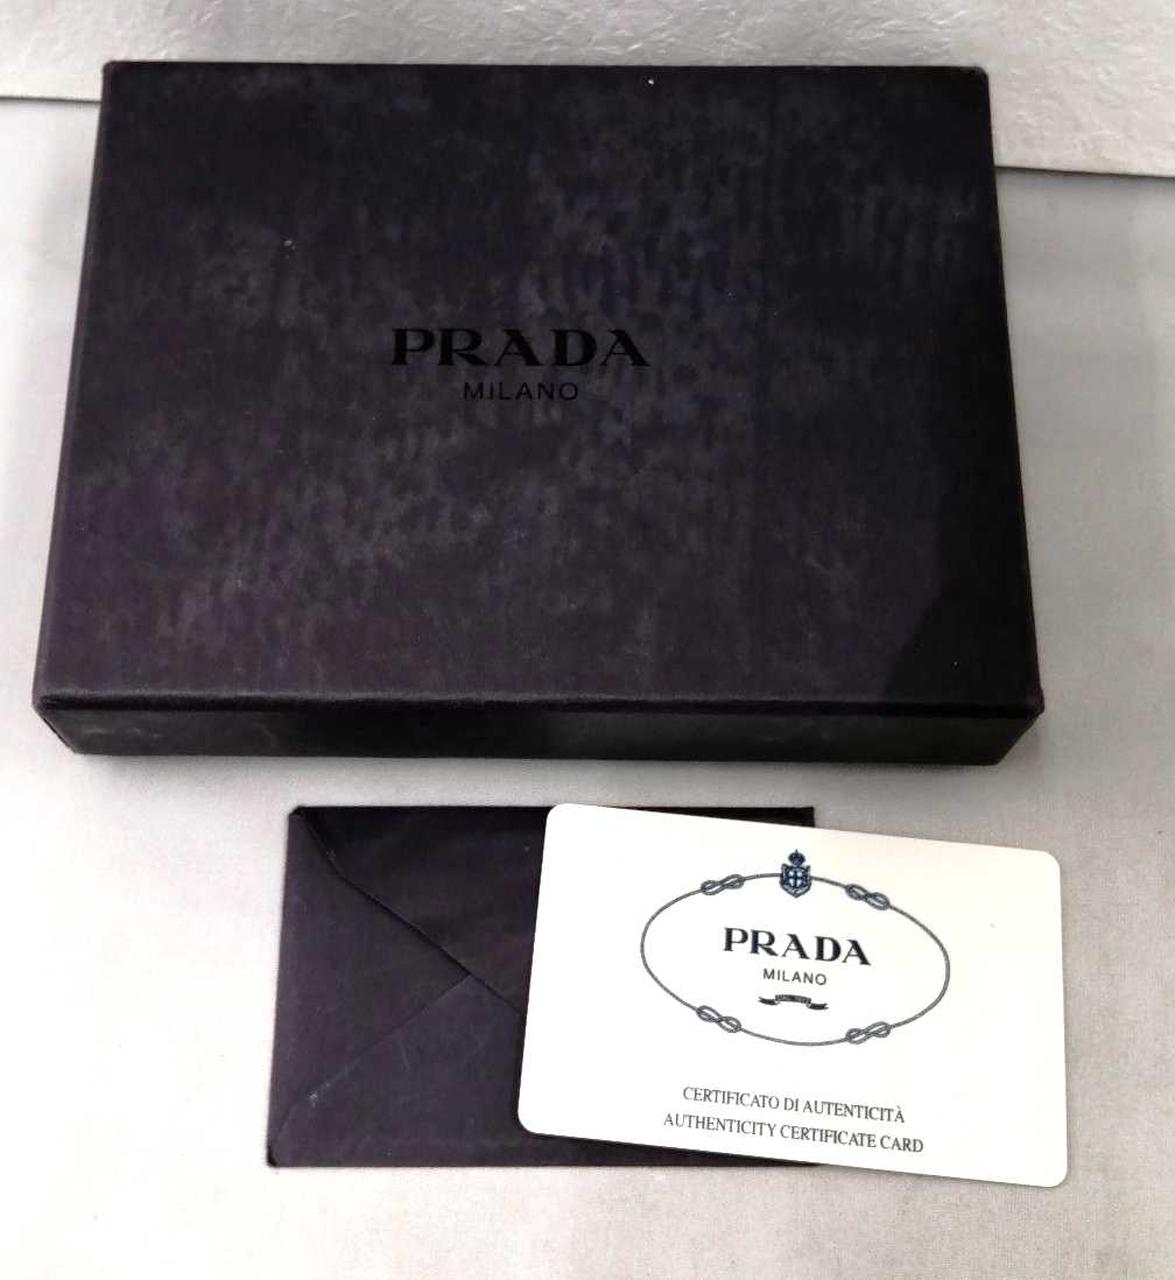 PRADA
MILANO
PRADA
MILANO
CERTIFICATO DI AUTENTICITÀ
AUTHENTICITY CERTIFICATE CARD